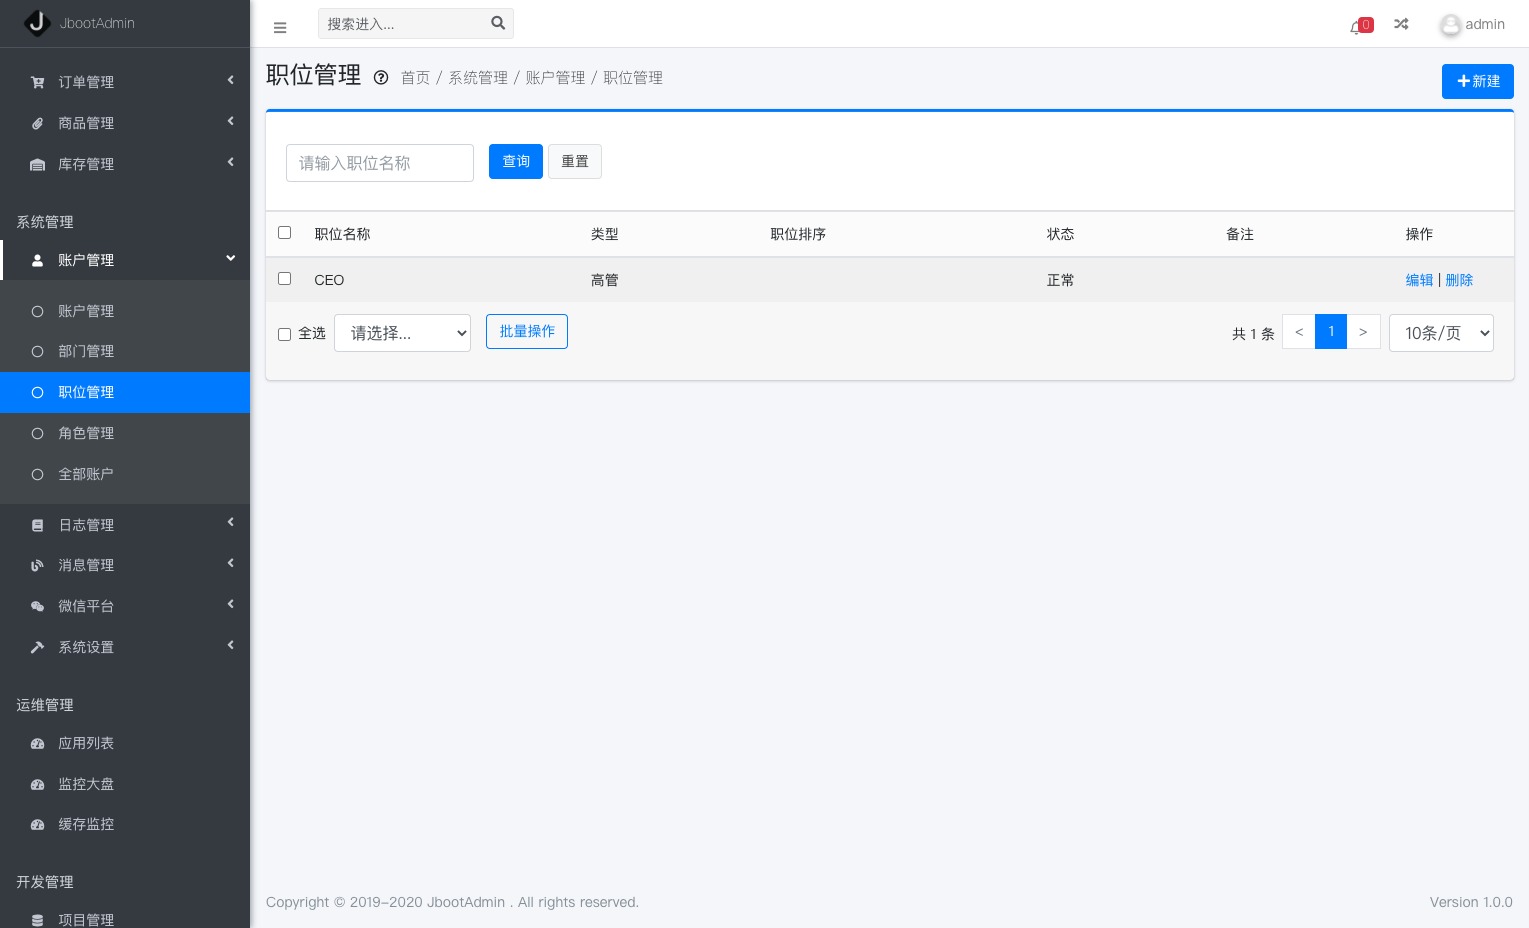 JbootAdmin
搜索进入...
0
admin
订单管理
商品管理
库存管理
系统管理
账户管理
账户管理
部门管理
职位管理
角色管理
全部账户
日志管理
消息管理
微信平台
系统设置
运维管理
应用列表
监控大盘
缓存监控
开发管理
项目管理
职位管理 首页 / 系统管理 / 账户管理 / 职位管理
新建
请输入职位名称 查询 重置
职位名称 类型 职位排序 状态 备注 操作
CEO 高管 正常 编辑 | 删除
全选 请选择... 批量操作 共 1 条 < 1 > 10条/页
Copyright © 2019-2020 JbootAdmin . All rights reserved. Version 1.0.0